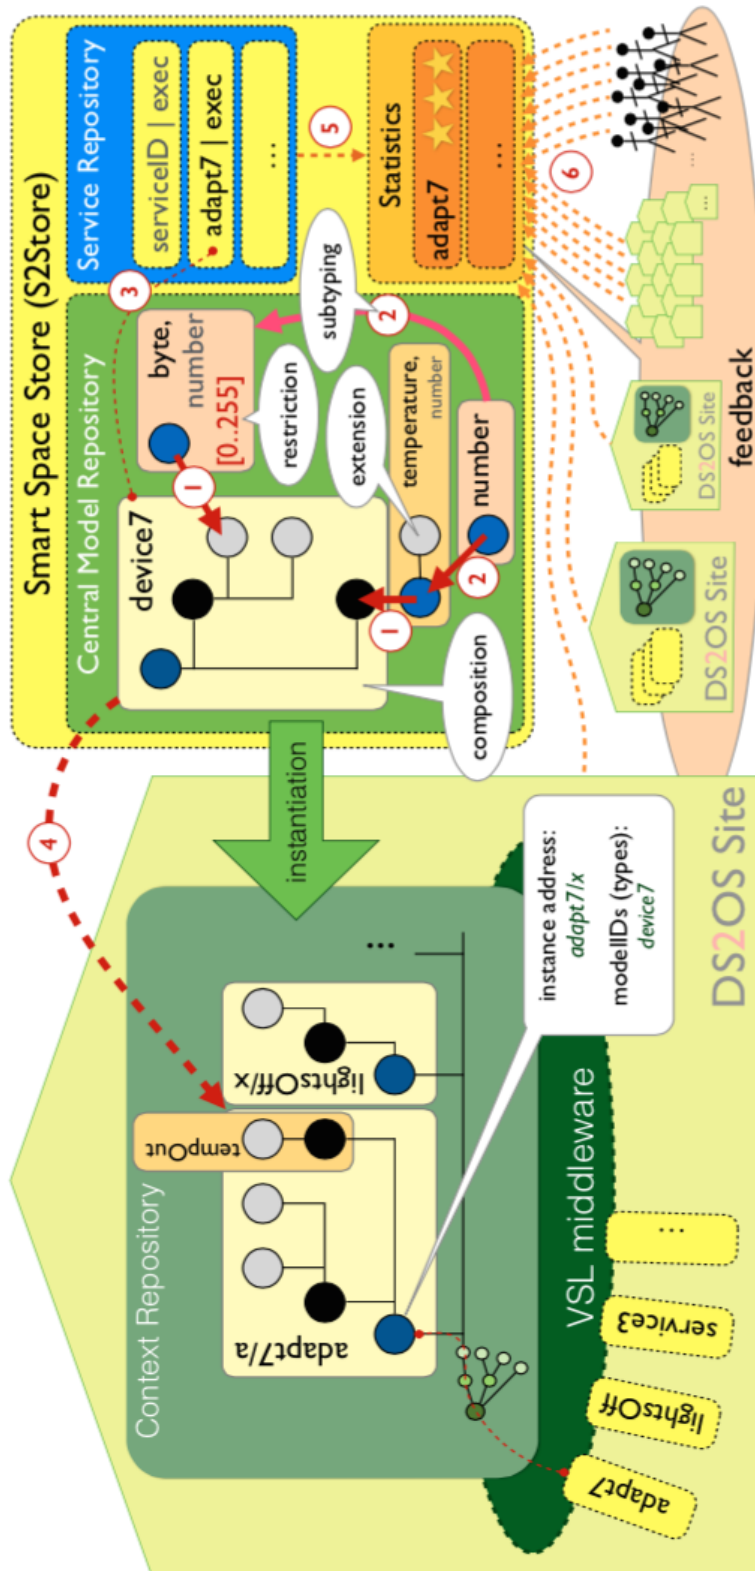 Smart Space Store (S2Store)
Central Model Repository
Service Repository
device7
byte,
number
[0..255]
restriction
subtyping
extension
temperature,
number
number
composition
1
1
2
2
3
serviceID | exec
adapt7 | exec
...
5
Statistics
adapt7
...
6
4
instantiation
Context Repository
adapt7/a
tempOut
lightsOff/x
...
instance address:
adapt7/x
modelIDs (types):
device7
VSL middleware
adapt7
lightsOff
service3
...
DS2OS Site
DS2OS Site
DS2OS Site
...
...
feedback